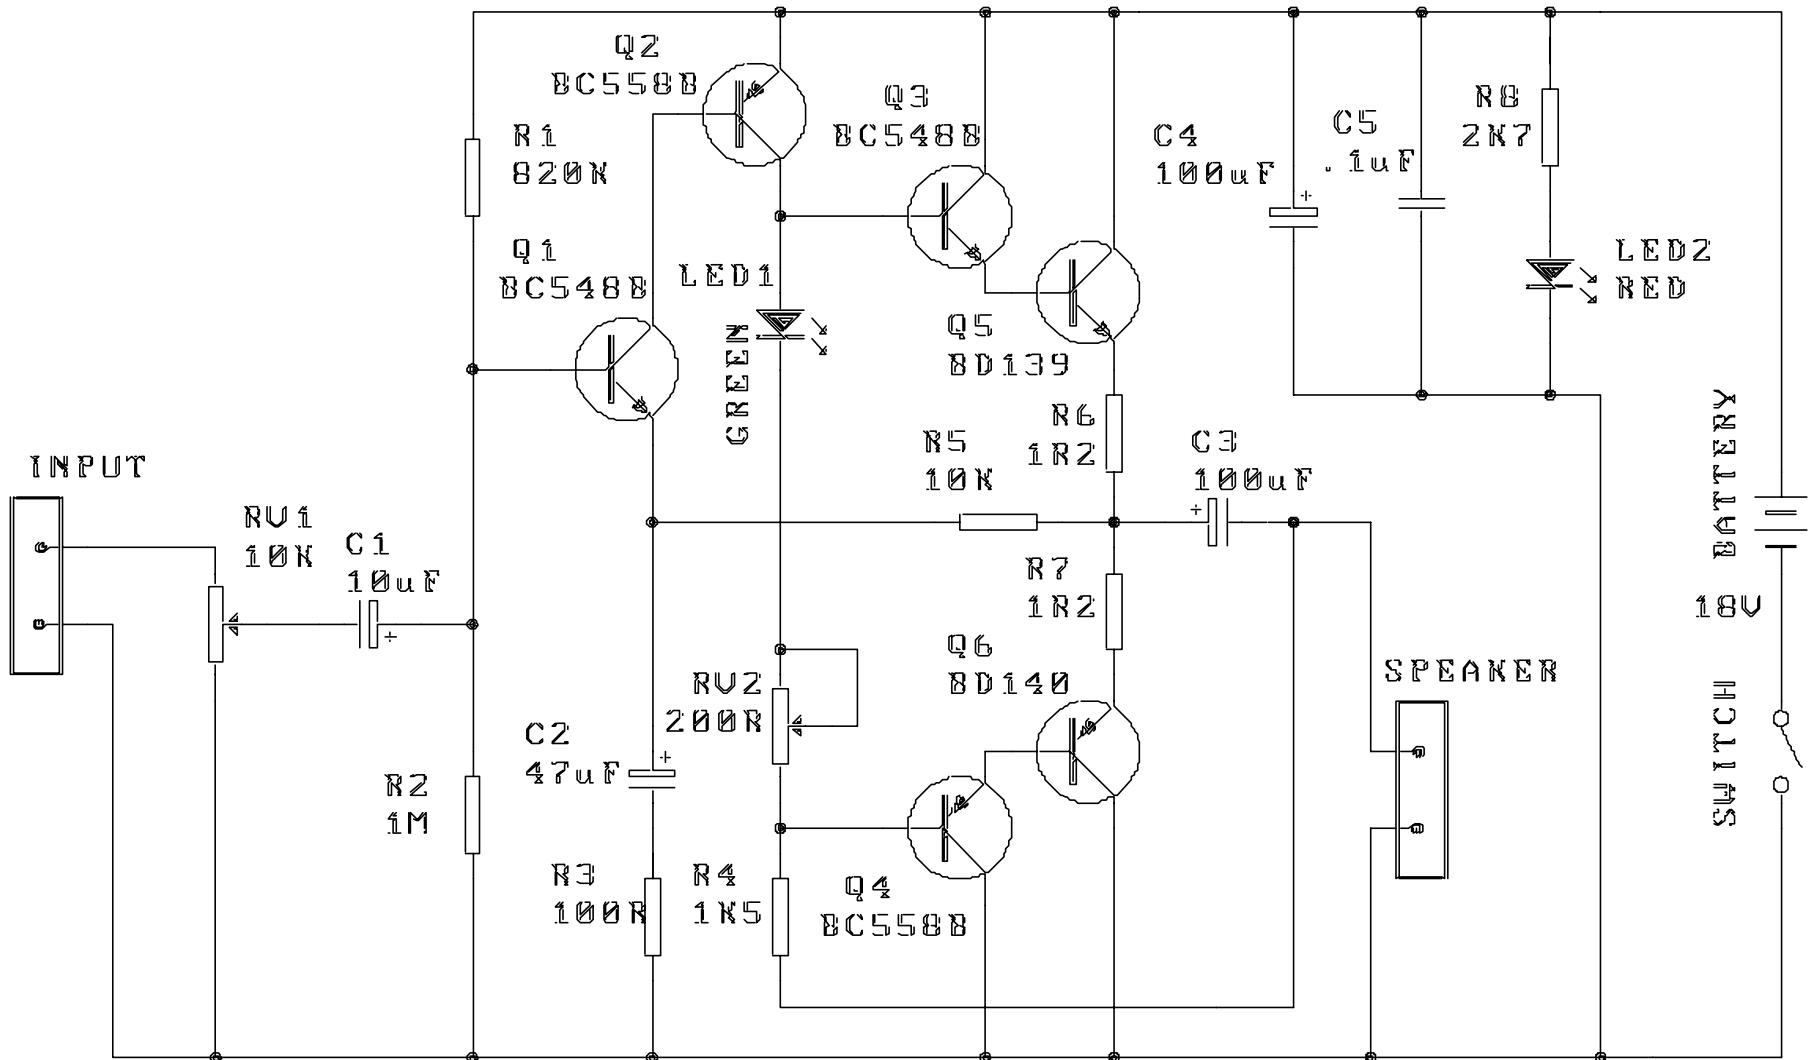 Q2
BC558B
Q3
BC548B
R1
820K
C4
100uF
C5
.1uF
R8
2K7
Q1
BC548B
LED1
GREEN
LED2
RED
Q5
BD139
R6
1R2
R5
10K
C3
100uF
BATTERY
18V
INPUT
RV1
10K
C1
10uF
R7
1R2
Q6
BD140
RV2
200R
SPEAKER
SWITCH
C2
47uF
R2
1M
R3
100R
R4
1K5
Q4
BC558B